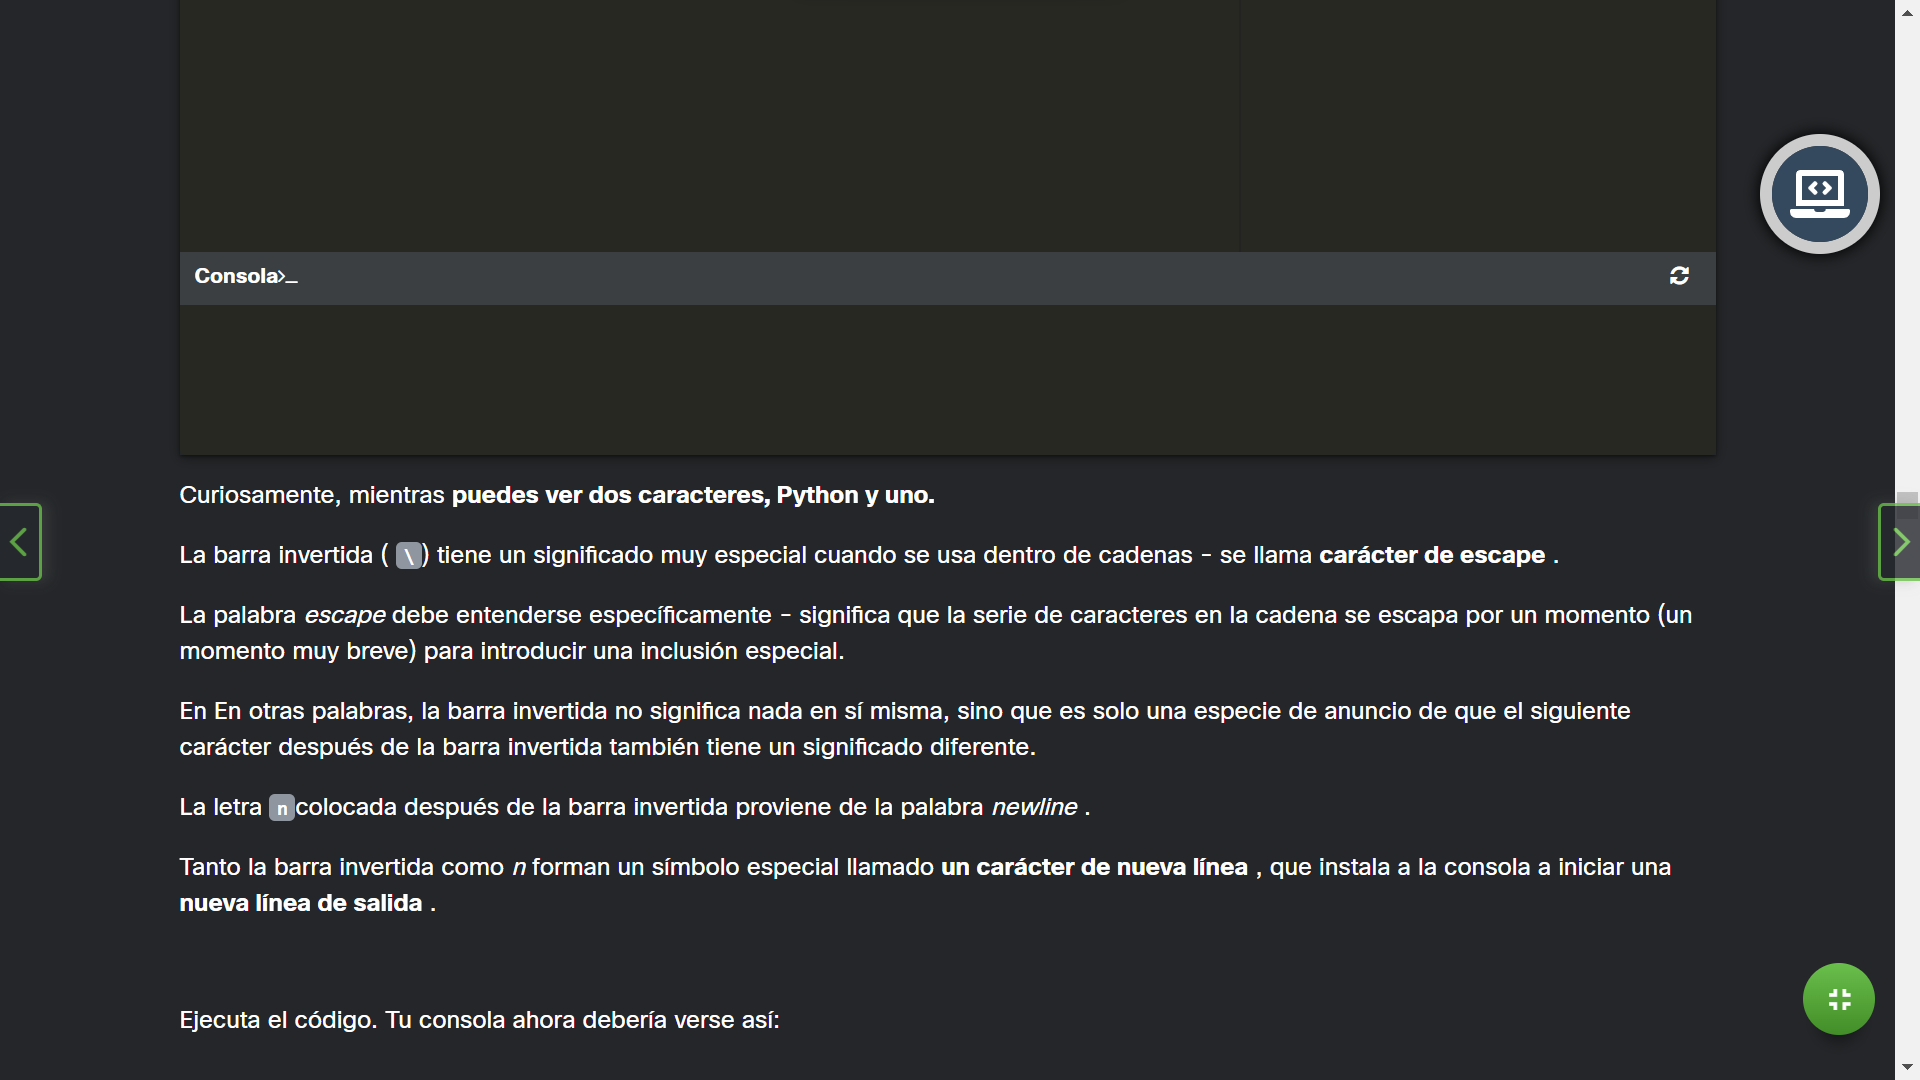 Consola>_
Curiosamente, mientras puedes ver dos caracteres, Python y uno.
La barra invertida ( \) tiene un significado muy especial cuando se usa dentro de cadenas - se llama carácter de escape .
La palabra escape debe entenderse específicamente - significa que la serie de caracteres en la cadena se escapa por un momento (un
momento muy breve) para introducir una inclusión especial.
En En otras palabras, la barra invertida no significa nada en sí misma, sino que es solo una especie de anuncio de que el siguiente
carácter después de la barra invertida también tiene un significado diferente.
La letra n colocada después de la barra invertida proviene de la palabra newline .
Tanto la barra invertida como n forman un símbolo especial llamado un carácter de nueva línea , que instala a la consola a iniciar una
nueva línea de salida .
Ejecuta el código. Tu consola ahora debería verse así: